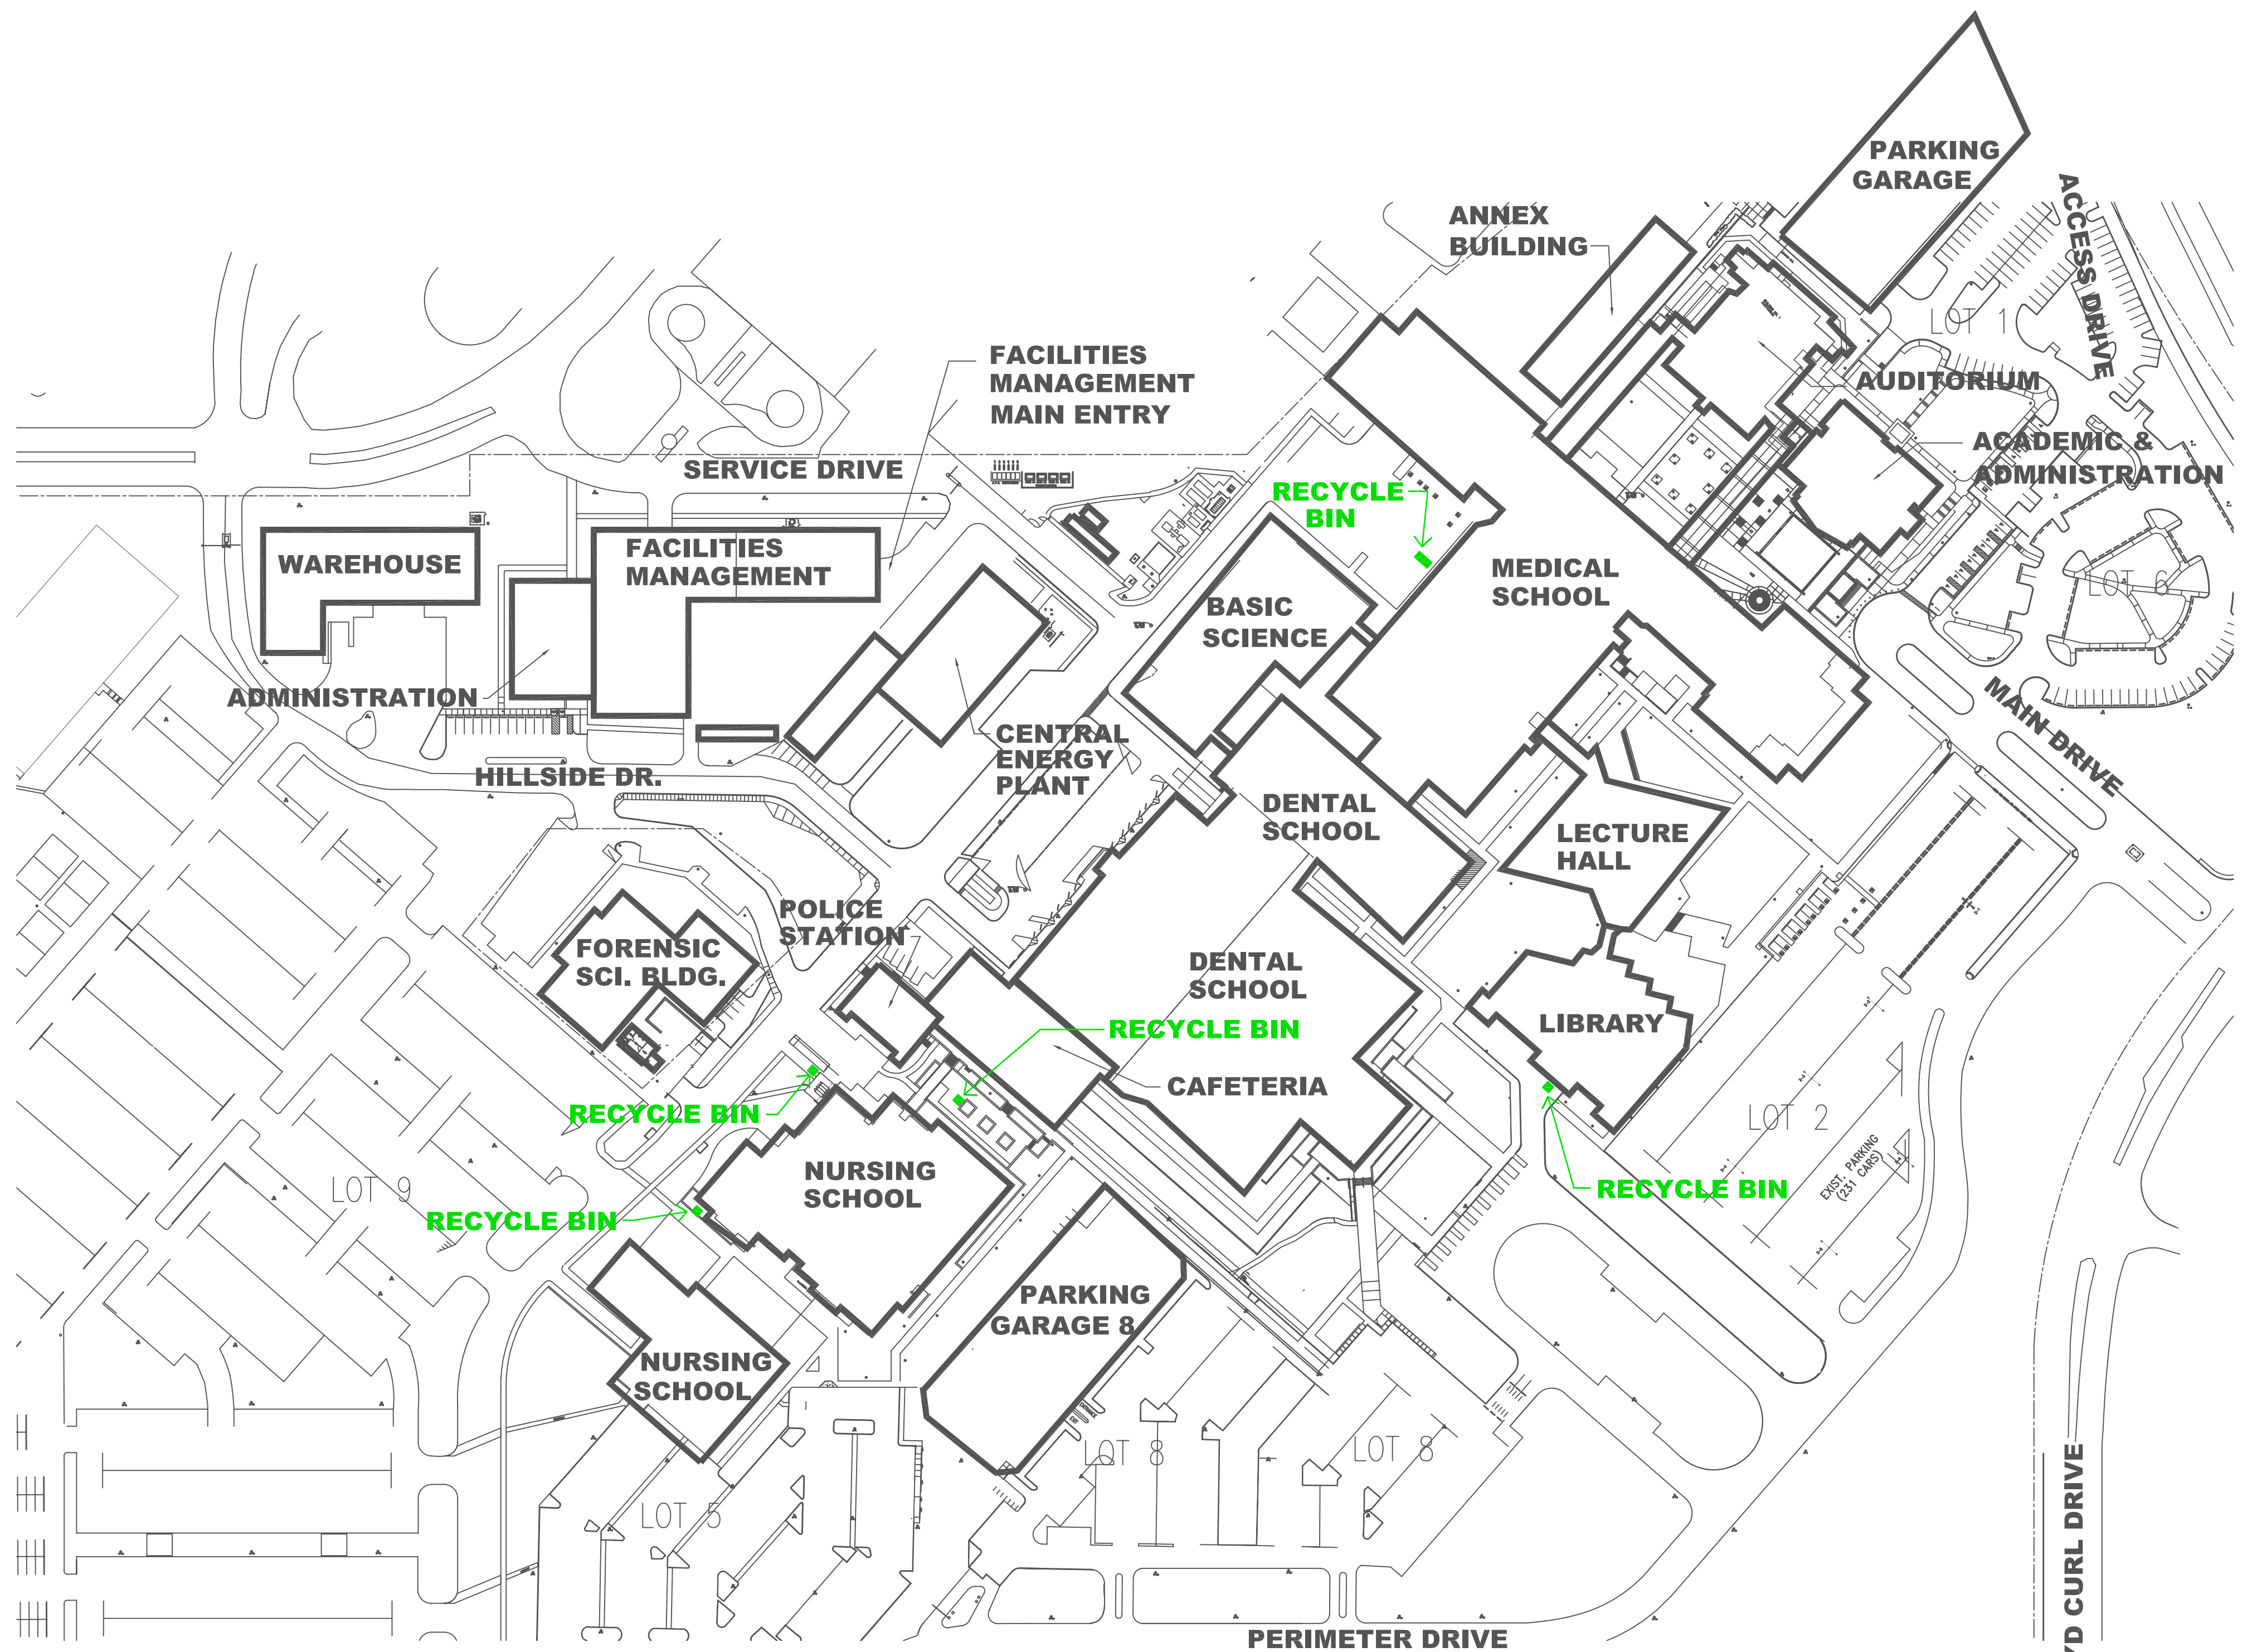 PARKING
GARAGE
ACCESS DRIVE
ANNEX
BUILDING
LOT 1
FACILITIES
MANAGEMENT
MAIN ENTRY
AUDITORIUM
ACADEMIC &
ADMINISTRATION
SERVICE DRIVE
RECYCLE
BIN
WAREHOUSE
FACILITIES
MANAGEMENT
MEDICAL
SCHOOL
LOT 6
BASIC
SCIENCE
ADMINISTRATION
MAIN DRIVE
CENTRAL
ENERGY
PLANT
HILLSIDE DR.
DENTAL
SCHOOL
LECTURE
HALL
POLICE
STATION
FORENSIC
SCI. BLDG.
DENTAL
SCHOOL
LIBRARY
RECYCLE BIN
CAFETERIA
RECYCLE BIN
LOT 2
EXIST. PARKING
(231 CARS)
NURSING
SCHOOL
LOT 9
RECYCLE BIN
RECYCLE BIN
PARKING
GARAGE 8
NURSING
SCHOOL
ENTRANCE
EXIT
LOT 8
LOT 8
LOT 5
YD CURL DRIVE
PERIMETER DRIVE